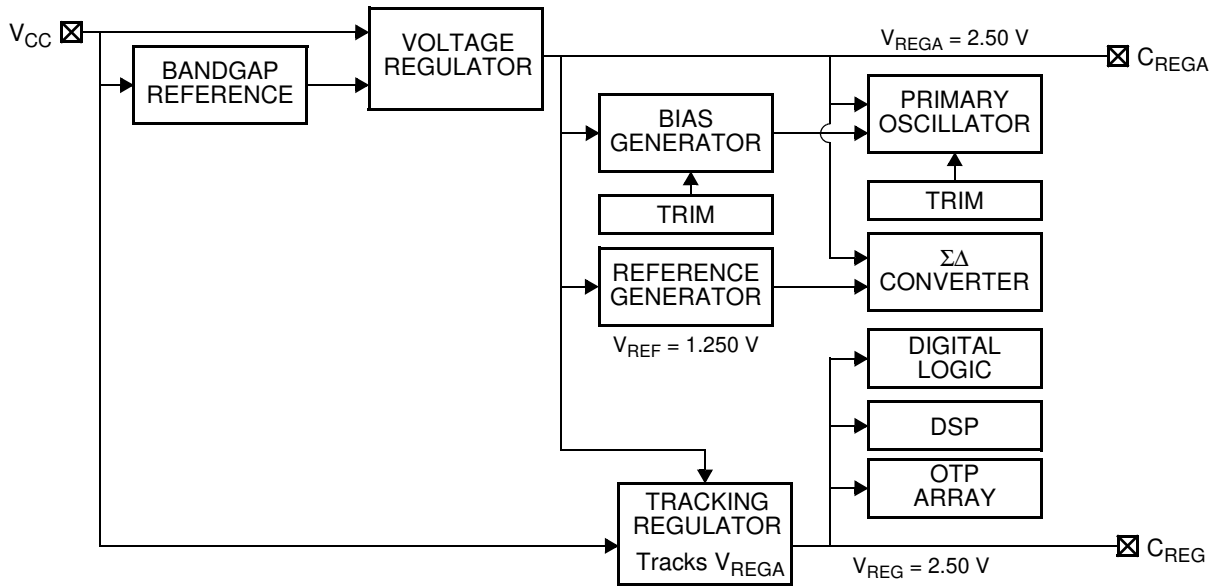 VCC
VOLTAGE
REGULATOR
VREGA = 2.50 V
CREGA
BANDGAP
REFERENCE
BIAS
GENERATOR
PRIMARY
OSCILLATOR
TRIM
TRIM
REFERENCE
GENERATOR
ΣΔ
CONVERTER
VREF = 1.250 V
DIGITAL
LOGIC
DSP
OTP
ARRAY
TRACKING
REGULATOR
Tracks VREGA
VREG = 2.50 V
CREG